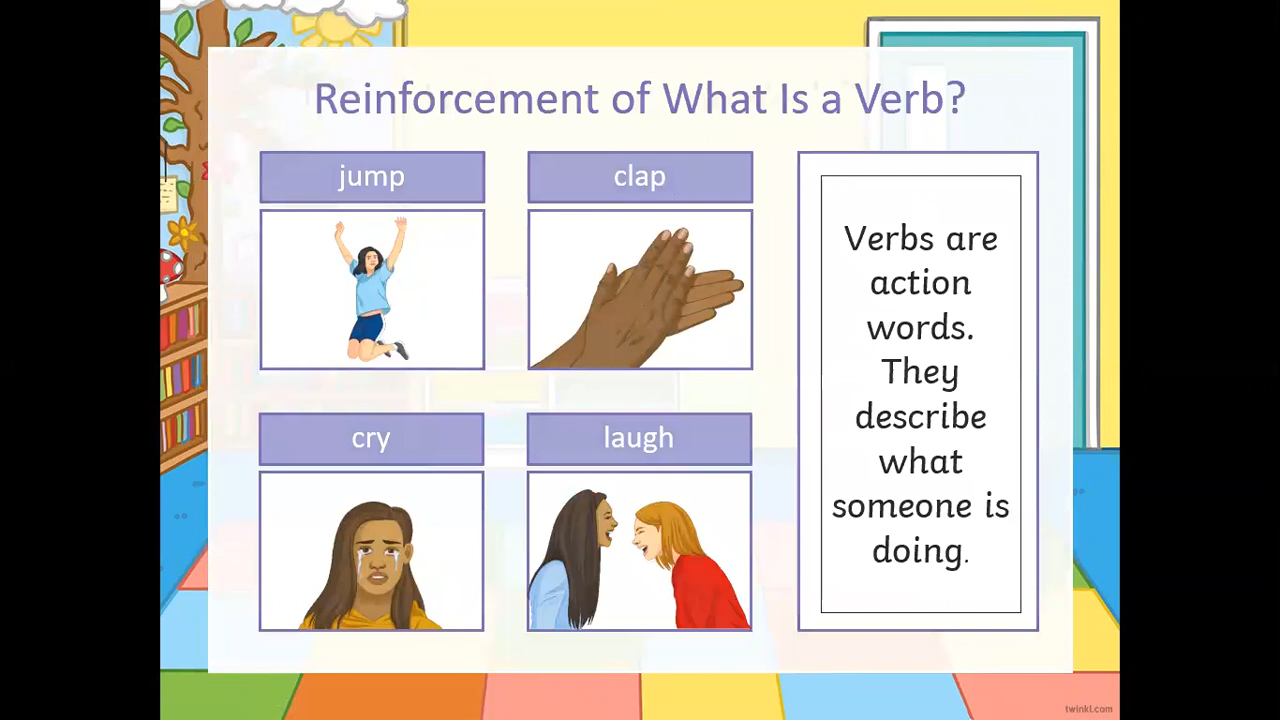 Reinforcement of What Is a Verb?
jump
clap
cry
laugh
Verbs are
action
words.
They
describe
what
someone is
doing.
twinkl.com